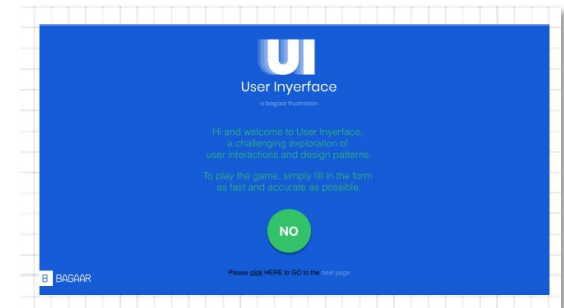 UI
User Inyerface
a bagaar frustration
Hi and welcome to User Inyerface,
a challenging exploration of
user interactions and design patterns.
To play the game, simply fill in the form
as fast and accurate as possible.
NO
Please click HERE to GO to the next page
B BAGAAR